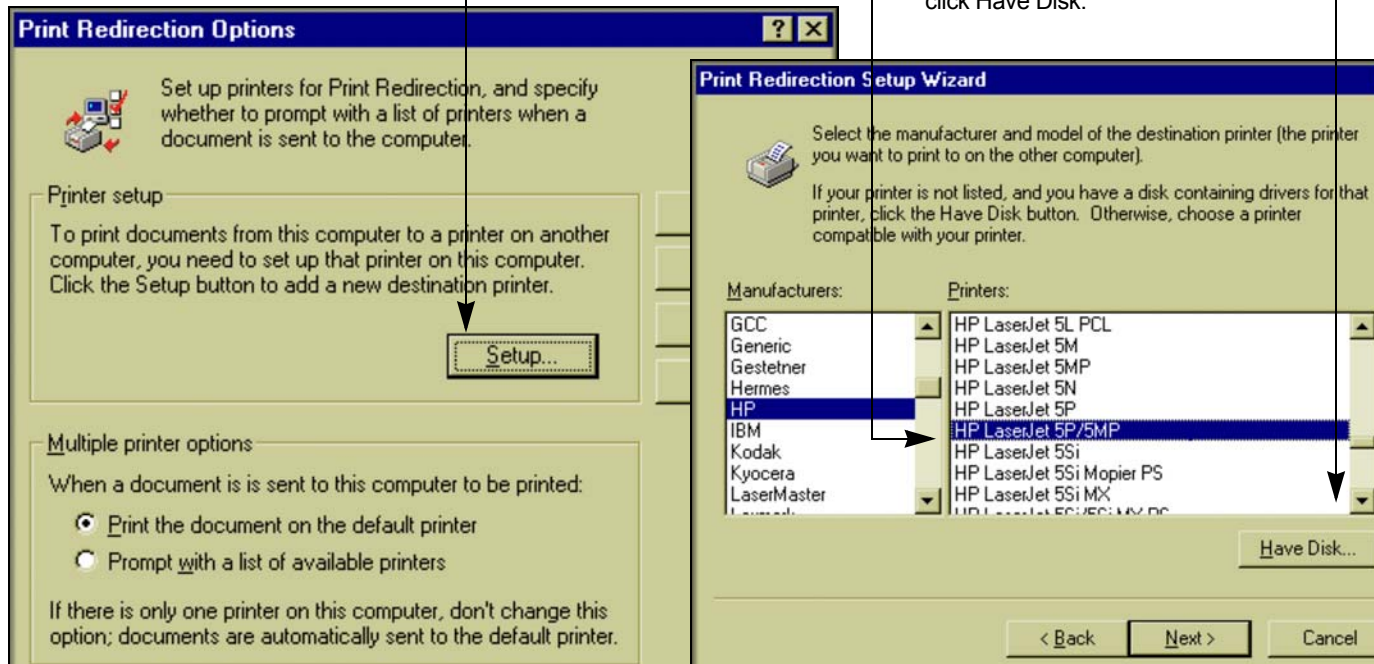 click Have Disk.
Print Redirection Options
Set up printers for Print Redirection, and specify
whether to prompt with a list of printers when a
document is sent to the computer.
Printer setup
To print documents from this computer to a printer on another
computer, you need to set up that printer on this computer.
Click the Setup button to add a new destination printer.
Setup...
Multiple printer options
When a document is is sent to this computer to be printed:
Print the document on the default printer
Prompt with a list of available printers
If there is only one printer on this computer, don't change this
option; documents are automatically sent to the default printer.
Print Redirection Setup Wizard
Select the manufacturer and model of the destination printer (the printer
you want to print to on the other computer).
If your printer is not listed, and you have a disk containing drivers for that
printer, click the Have Disk button. Otherwise, choose a printer
compatible with your printer.
Manufacturers:
GCC
Generic
Gestetner
Hermes
HP
IBM
Kodak
Kyocera
LaserMaster
Printers:
HP LaserJet 5L PCL
HP LaserJet 5M
HP LaserJet 5MP
HP LaserJet 5N
HP LaserJet 5P
HP LaserJet 5P/5MP
HP LaserJet 5Si
HP LaserJet 5Si Mopier PS
HP LaserJet 5Si MX
Have Disk...
< Back
Next >
Cancel